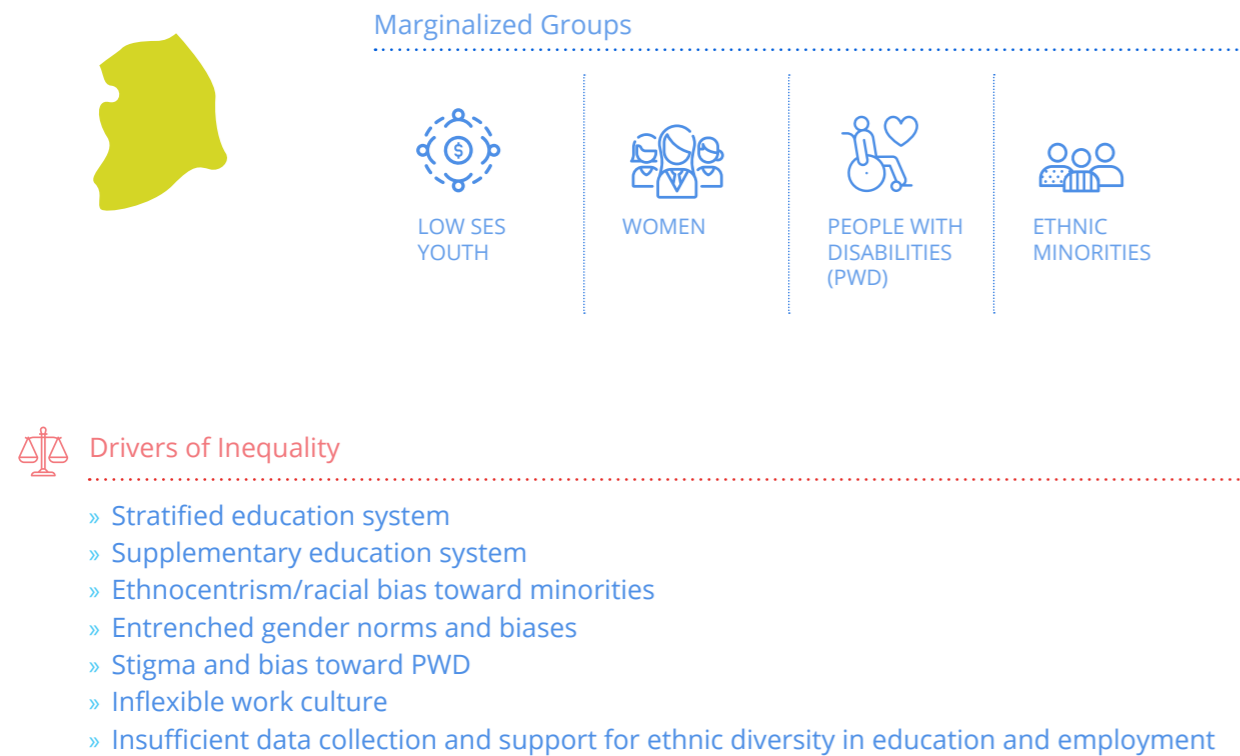 Marginalized Groups
$
LOW SES
YOUTH
WOMEN
PEOPLE WITH
DISABILITIES
(PWD)
ETHNIC
MINORITIES
Drivers of Inequality
» Stratified education system
» Supplementary education system
» Ethnocentrism/racial bias toward minorities
» Entrenched gender norms and biases
» Stigma and bias toward PWD
» Inflexible work culture
» Insufficient data collection and support for ethnic diversity in education and employment